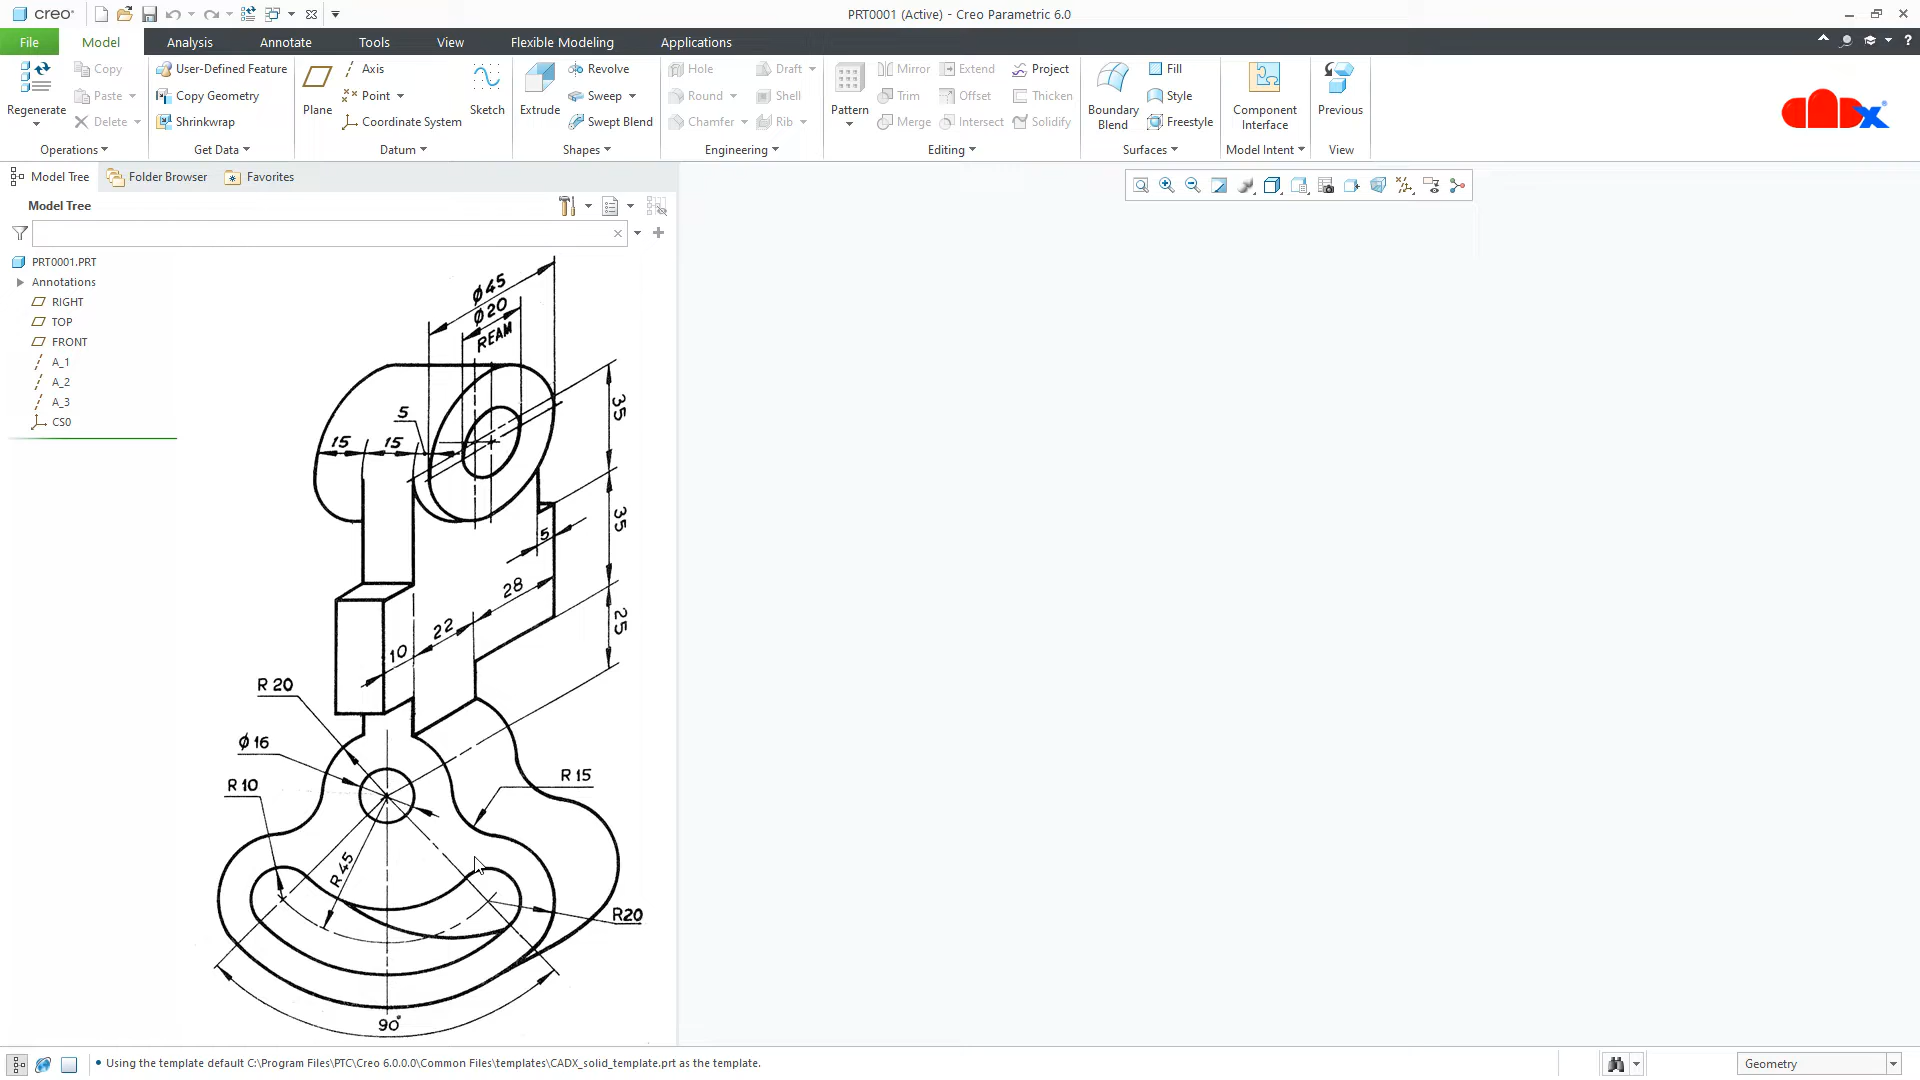 creo
PRT0001 (Active) - Creo Parametric 6.0
File Model Analysis Annotate Tools View Flexible Modeling Applications
Regenerate
Copy
Paste
Delete
Operations
User-Defined Feature
Copy Geometry
Shrinkwrap
Get Data
Plane
Axis
Point
Coordinate System
Sketch
Datum
Extrude
Revolve
Sweep
Swept Blend
Shapes
Hole
Round
Chamfer
Draft
Shell
Rib
Engineering
Pattern
Mirror
Trim
Merge
Extend
Offset
Intersect
Project
Thicken
Solidify
Editing
Boundary
Blend
Fill
Style
Freestyle
Surfaces
Component
Interface
Model Intent
Previous
View
CADX
Model Tree Folder Browser Favorites
Model Tree
PRT0001.PRT
Annotations
RIGHT
TOP
FRONT
A_1
A_2
A_3
CS0
ϕ45
ϕ20
REAM
35
5
15 15
35
5
28
25
22
10
R 20
ϕ 16
R 15
R 10
R 45
R20
90°
Using the template default C:\Program Files\PTC\Creo 6.0.0.0\Common Files\templates\CADX_solid_template.prt as the template.
Geometry